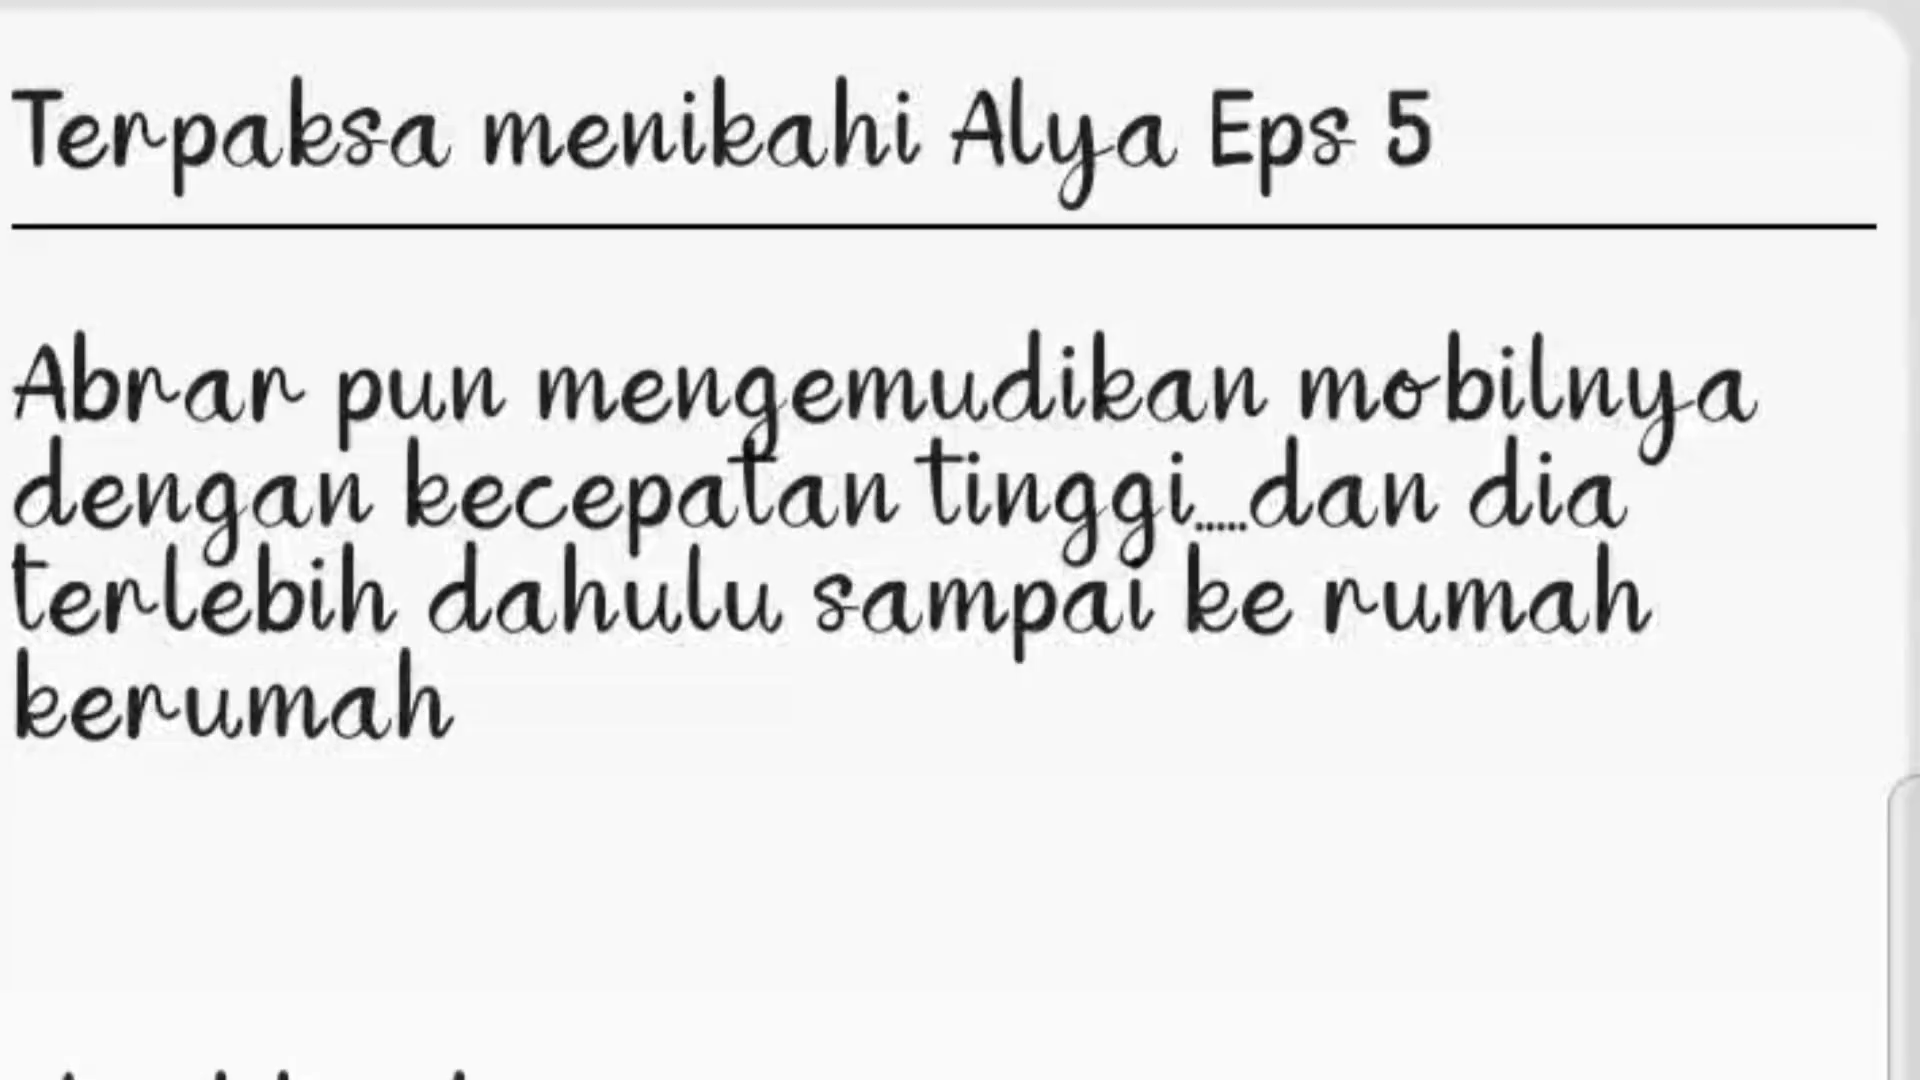 Terpaksa menikahi Alya Eps 5
Abrar pun mengemudikan mobilnya
dengan kecepatan tinggi.....dan dia
terlebih dahulu sampai ke rumah
kerumah